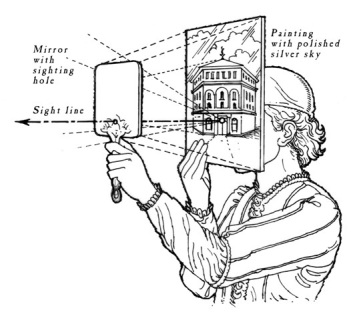 Mirror
with
sighting
hole
Sight line
Painting
with polished
silver sky